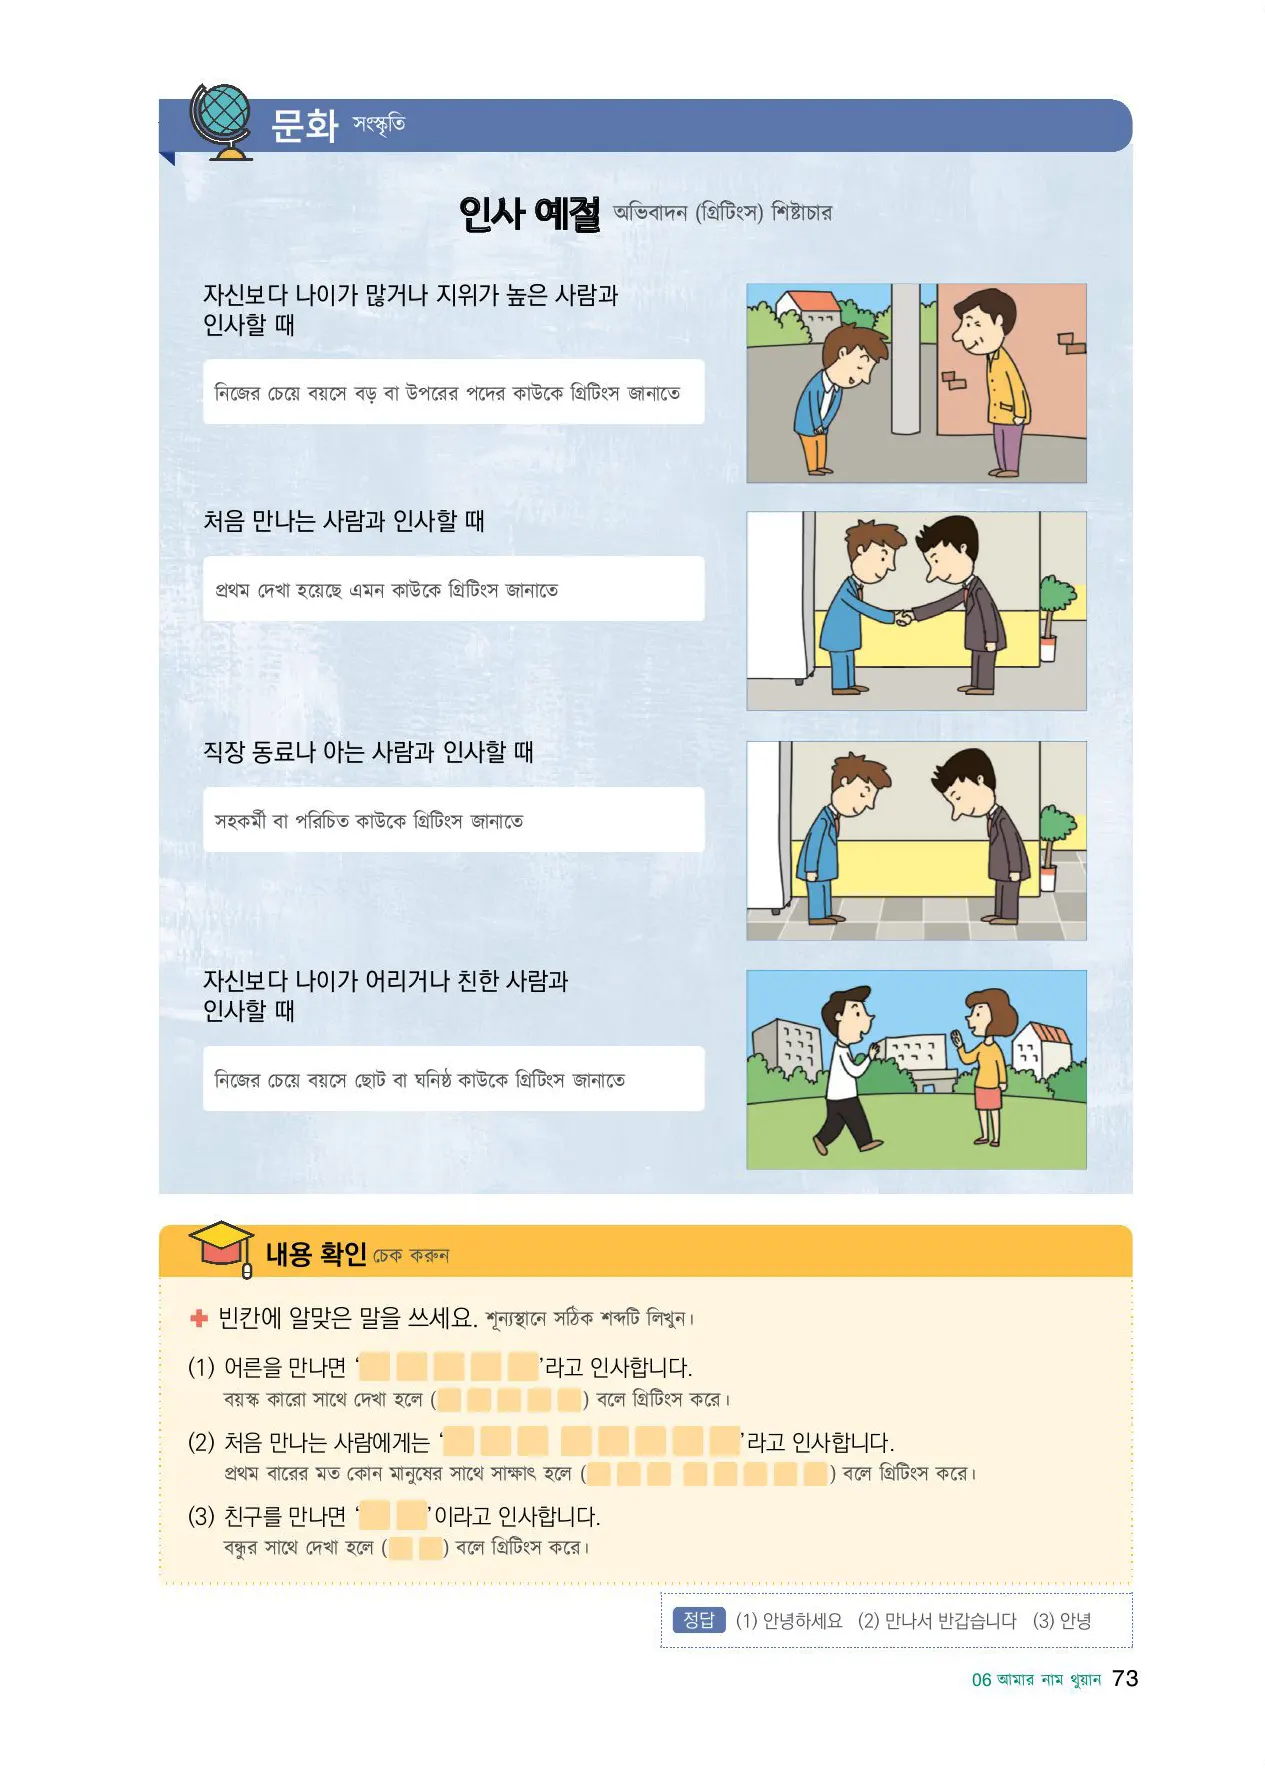 문화 সংস্কৃতি
인사 예절 অভিবাদন (গ্রিটিংস) শিষ্টাচার
자신보다 나이가 많거나 지위가 높은 사람과
인사할 때
নিজের চেয়ে বয়সে বড় বা উপরের পদের কাউকে গ্রিটিংস জানাতে
처음 만나는 사람과 인사할 때
প্রথম দেখা হয়েছে এমন কাউকে গ্রিটিংস জানাতে
직장 동료나 아는 사람과 인사할 때
সহকর্মী বা পরিচিত কাউকে গ্রিটিংস জানাতে
자신보다 나이가 어리거나 친한 사람과
인사할 때
নিজের চেয়ে বয়সে ছোট বা ঘনিষ্ঠ কাউকে গ্রিটিংস জানাতে
내용 확인 চেক করুন
빈칸에 알맞은 말을 쓰세요. শূন্যস্থানে সঠিক শব্দটি লিখুন।
(1) 어른을 만나면 ‘ ’라고 인사합니다.
বয়স্ক কারো সাথে দেখা হলে ( ) বলে গ্রিটিংস করে।
(2) 처음 만나는 사람에게는 ‘ ’라고 인사합니다.
প্রথম বারের মত কোন মানুষের সাথে সাক্ষাৎ হলে ( ) বলে গ্রিটিংস করে।
(3) 친구를 만나면 ‘ ’이라고 인사합니다.
বন্ধুর সাথে দেখা হলে ( ) বলে গ্রিটিংস করে।
정답 (1) 안녕하세요 (2) 만나서 반갑습니다 (3) 안녕
06 আমার নাম থুয়ান 73